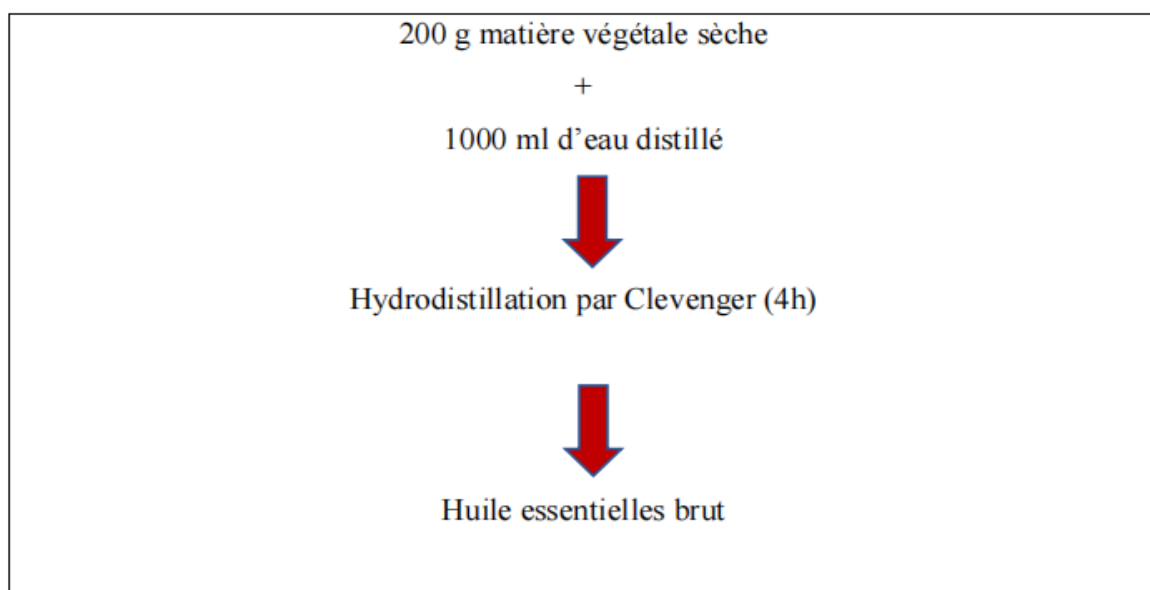 200 g matière végétale sèche
+
1000 ml d’eau distillé
Hydrodistillation par Clevenger (4h)
Huile essentielles brut